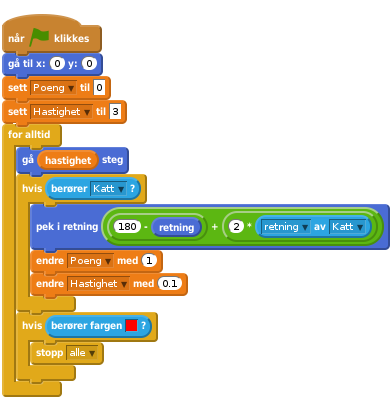 når klikkes
gå til x: 0 y: 0
sett Poeng til 0
sett Hastighet til 3
for alltid
gå hastighet steg
hvis berører Katt ?
pek i retning 180 - retning + 2 * retning av Katt
endre Poeng med 1
endre Hastighet med 0.1
hvis berører fargen ?
stopp alle